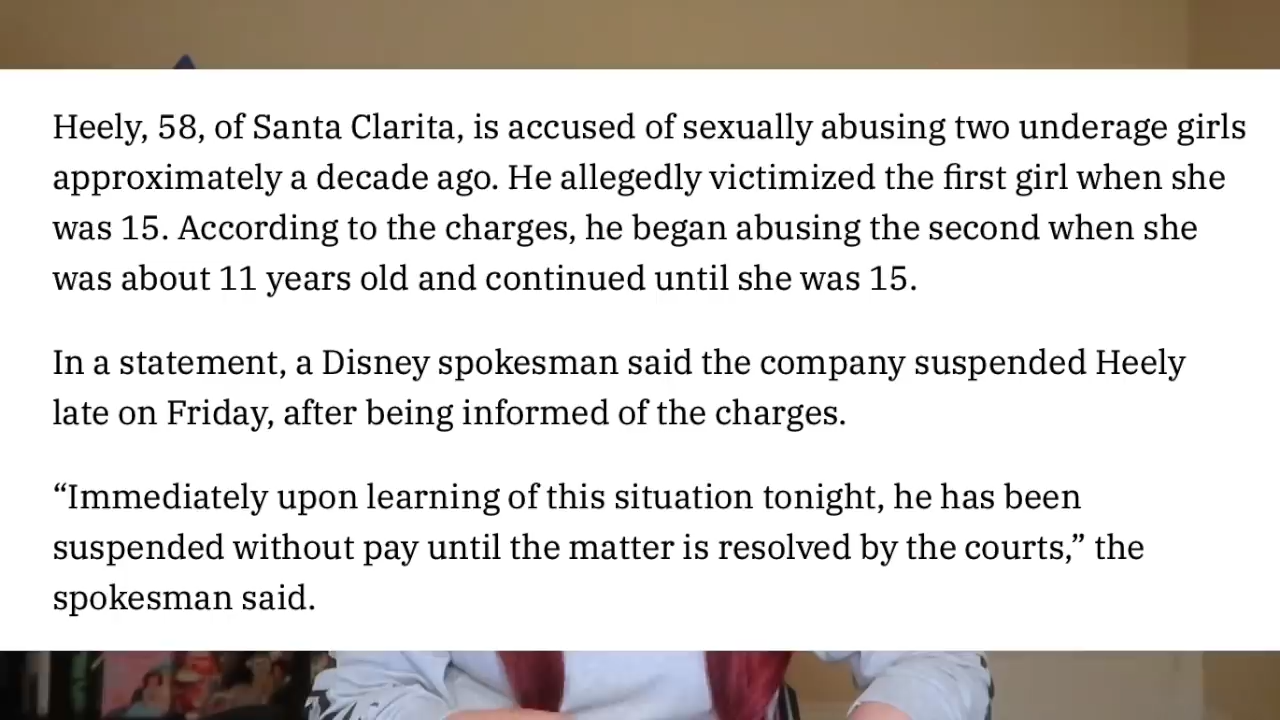 Heely, 58, of Santa Clarita, is accused of sexually abusing two underage girls
approximately a decade ago. He allegedly victimized the first girl when she
was 15. According to the charges, he began abusing the second when she
was about 11 years old and continued until she was 15.
In a statement, a Disney spokesman said the company suspended Heely
late on Friday, after being informed of the charges.
“Immediately upon learning of this situation tonight, he has been
suspended without pay until the matter is resolved by the courts,” the
spokesman said.